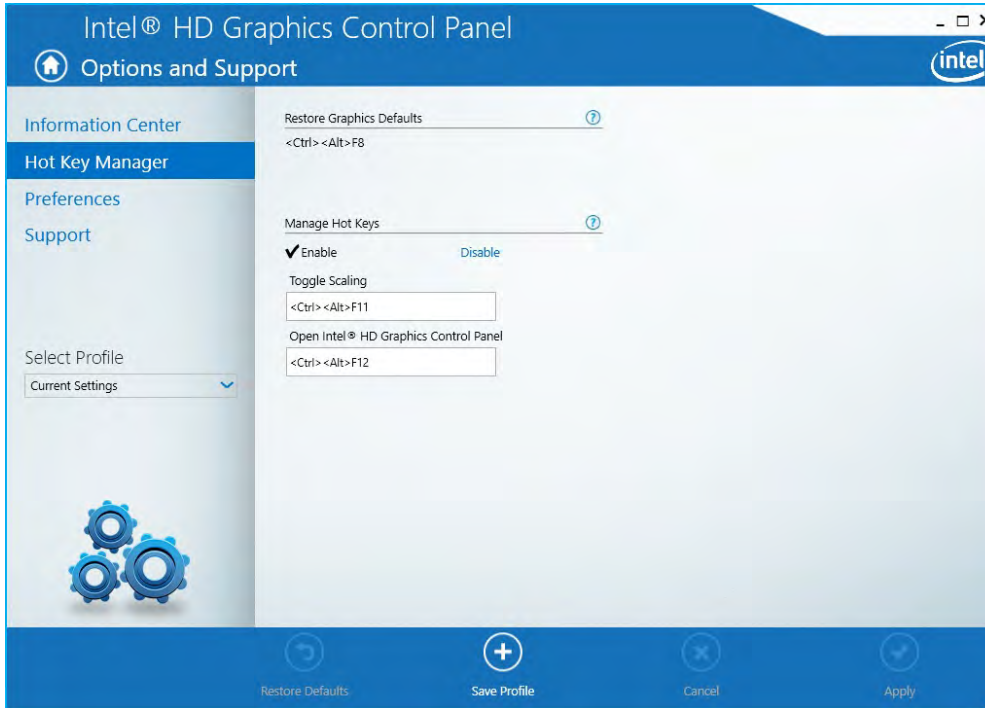 Intel® HD Graphics Control Panel
Options and Support
intel
Information Center
Hot Key Manager
Preferences
Support
Select Profile
Current Settings
Restore Graphics Defaults
<Ctrl><Alt>F8
Manage Hot Keys
Enable Disable
Toggle Scaling
<Ctrl><Alt>F11
Open Intel® HD Graphics Control Panel
<Ctrl><Alt>F12
Restore Defaults Save Profile Cancel Apply